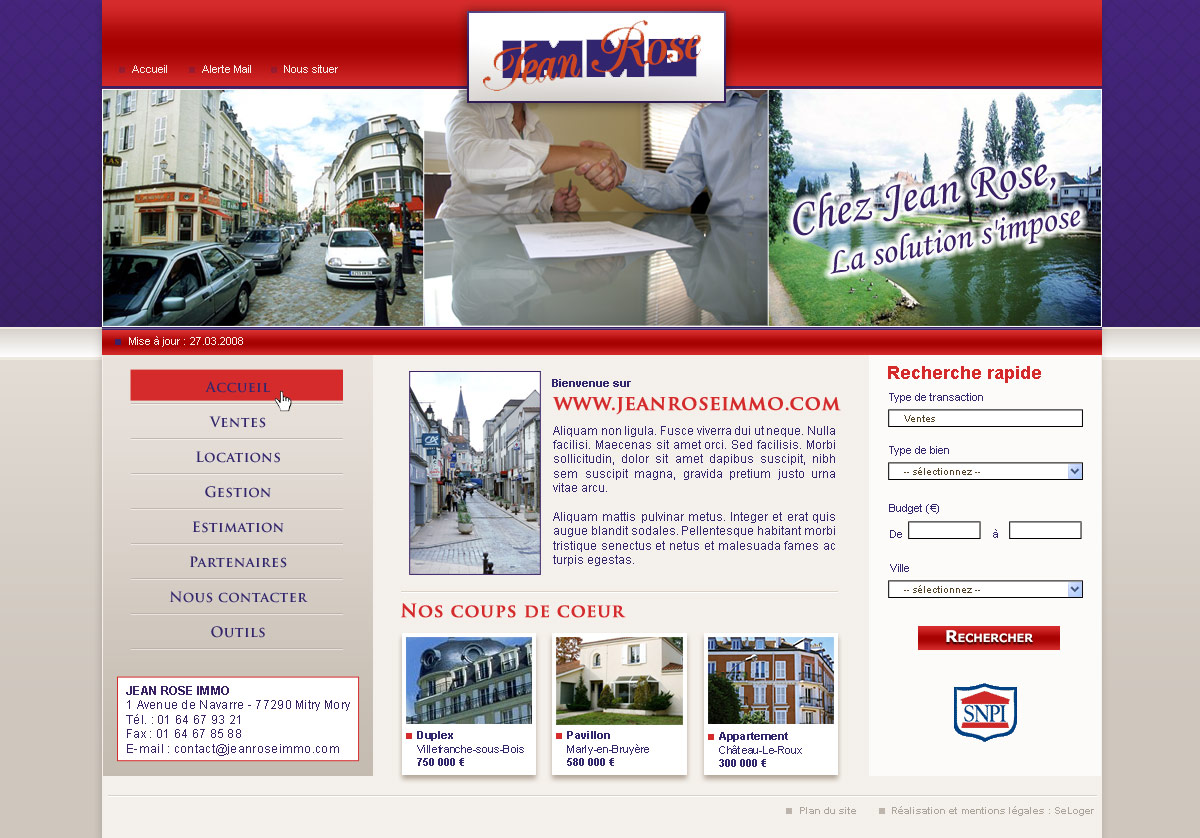 Jean Rose
IMMO
Accueil
Alerte Mail
Nous situer
Chez Jean Rose,
La solution s'impose
Mise à jour : 27.03.2008
ACCUEIL
VENTES
LOCATIONS
GESTION
ESTIMATION
PARTENAIRES
NOUS CONTACTER
OUTILS
JEAN ROSE IMMO
1 Avenue de Navarre - 77290 Mitry Mory
Tél. : 01 64 67 93 21
Fax : 01 64 67 85 88
E-mail : contact@jeanroseimmo.com
Bienvenue sur
WWW.JEANROSEIMMO.COM
Aliquam non ligula. Fusce viverra dui ut neque. Nulla
facilisi. Maecenas sit amet orci. Sed facilisis. Morbi
sollicitudin, dolor sit amet dapibus suscipit, nibh
sem suscipit magna, gravida pretium justo urna
vitae arcu.
Aliquam mattis pulvinar metus. Integer et erat quis
augue blandit sodales. Pellentesque habitant morbi
tristique senectus et netus et malesuada fames ac
turpis egestas.
NOS COUPS DE COEUR
Duplex
Villefranche-sous-Bois
750 000 €
Pavillon
Marly-en-Bruyère
580 000 €
Appartement
Château-Le-Roux
300 000 €
Recherche rapide
Type de transaction
Ventes
Type de bien
-- sélectionnez --
Budget (€)
De à
Ville
-- sélectionnez --
RECHERCHER
SNPI
Plan du site
Réalisation et mentions légales : SeLoger